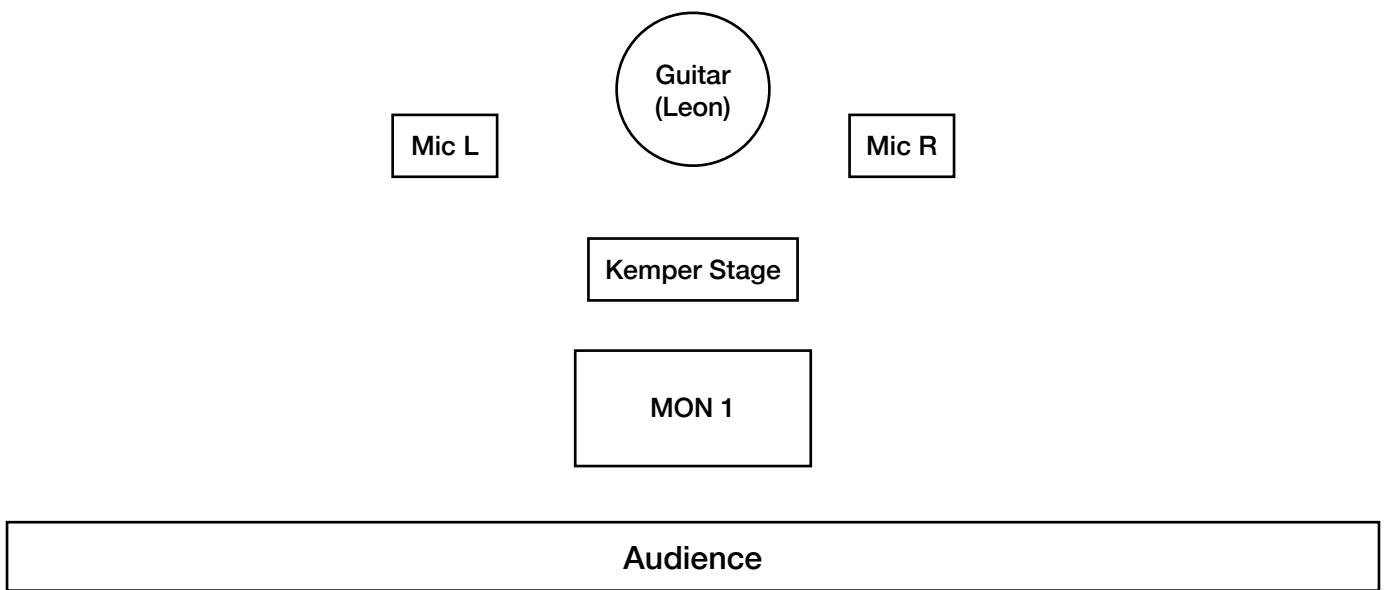 Guitar
(Leon)
Mic L
Mic R
Kemper Stage
MON 1
Audience